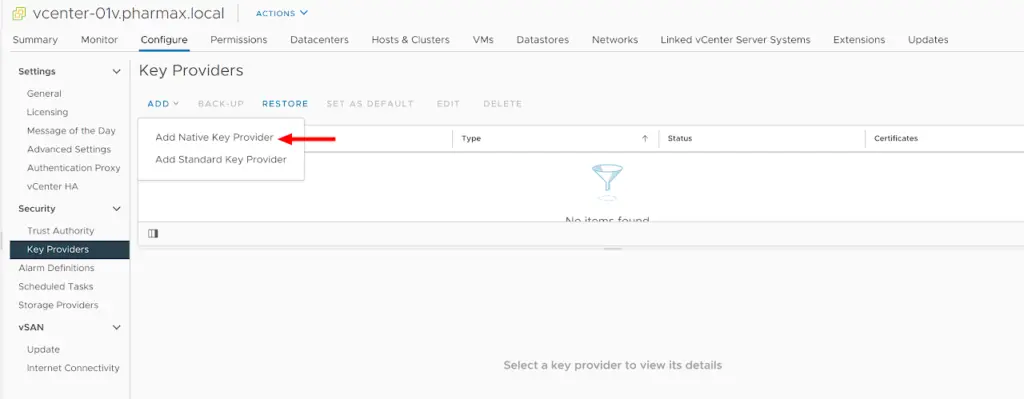 vcenter-01v.pharmax.local ACTIONS
Summary Monitor Configure Permissions Datacenters Hosts & Clusters VMs Datastores Networks Linked vCenter Server Systems Extensions Updates
Settings
General
Licensing
Message of the Day
Advanced Settings
Authentication Proxy
vCenter HA
Security
Trust Authority
Key Providers
Alarm Definitions
Scheduled Tasks
Storage Providers
vSAN
Update
Internet Connectivity
Key Providers
ADD BACK-UP RESTORE SET AS DEFAULT EDIT DELETE
Add Native Key Provider
Add Standard Key Provider
Type Status Certificates
No items found
Select a key provider to view its details